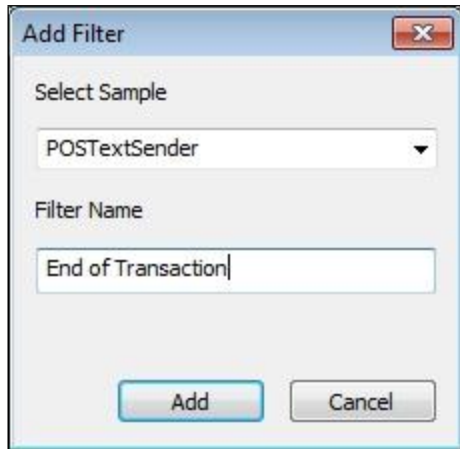 Add Filter
Select Sample
POSTextSender
Filter Name
End of Transaction
Add Cancel